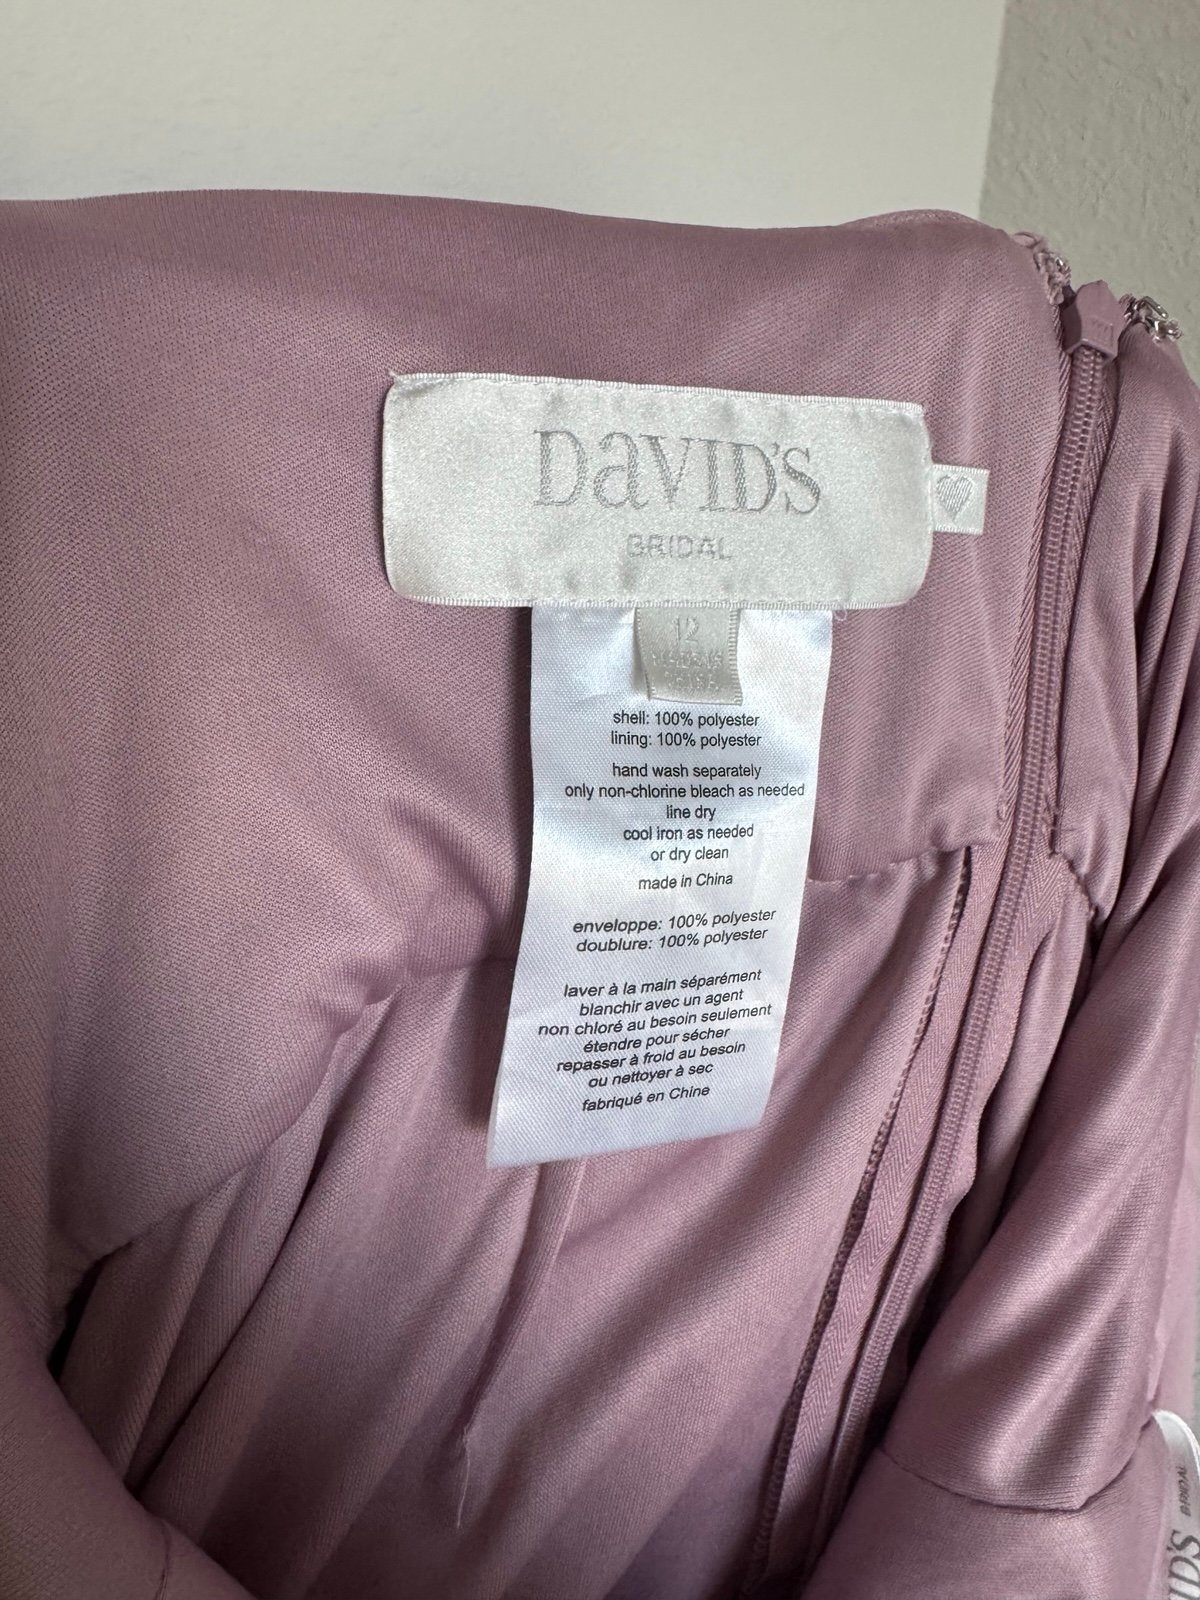 DaVID'S
BRIDAL
12
shell: 100% polyester
lining: 100% polyester
hand wash separately
only non-chlorine bleach as needed
line dry
cool iron as needed
or dry clean
made in China
enveloppe: 100% polyester
doublure: 100% polyester
laver à la main séparément
blanchir avec un agent
non chloré au besoin seulement
étendre pour sécher
repasser à froid au besoin
ou nettoyer à sec
fabriqué en Chine